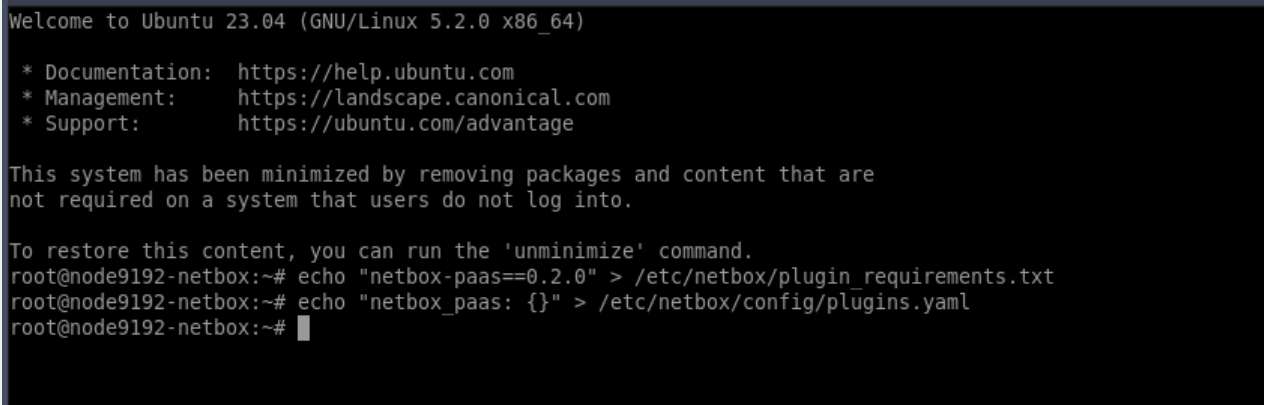 Welcome to Ubuntu 23.04 (GNU/Linux 5.2.0 x86_64)
* Documentation:  https://help.ubuntu.com
* Management:     https://landscape.canonical.com
* Support:        https://ubuntu.com/advantage
This system has been minimized by removing packages and content that are
not required on a system that users do not log into.
To restore this content, you can run the 'unminimize' command.
root@node9192-netbox:~# echo "netbox-paas==0.2.0" > /etc/netbox/plugin_requirements.txt
root@node9192-netbox:~# echo "netbox_paas: {}" > /etc/netbox/config/plugins.yaml
root@node9192-netbox:~#